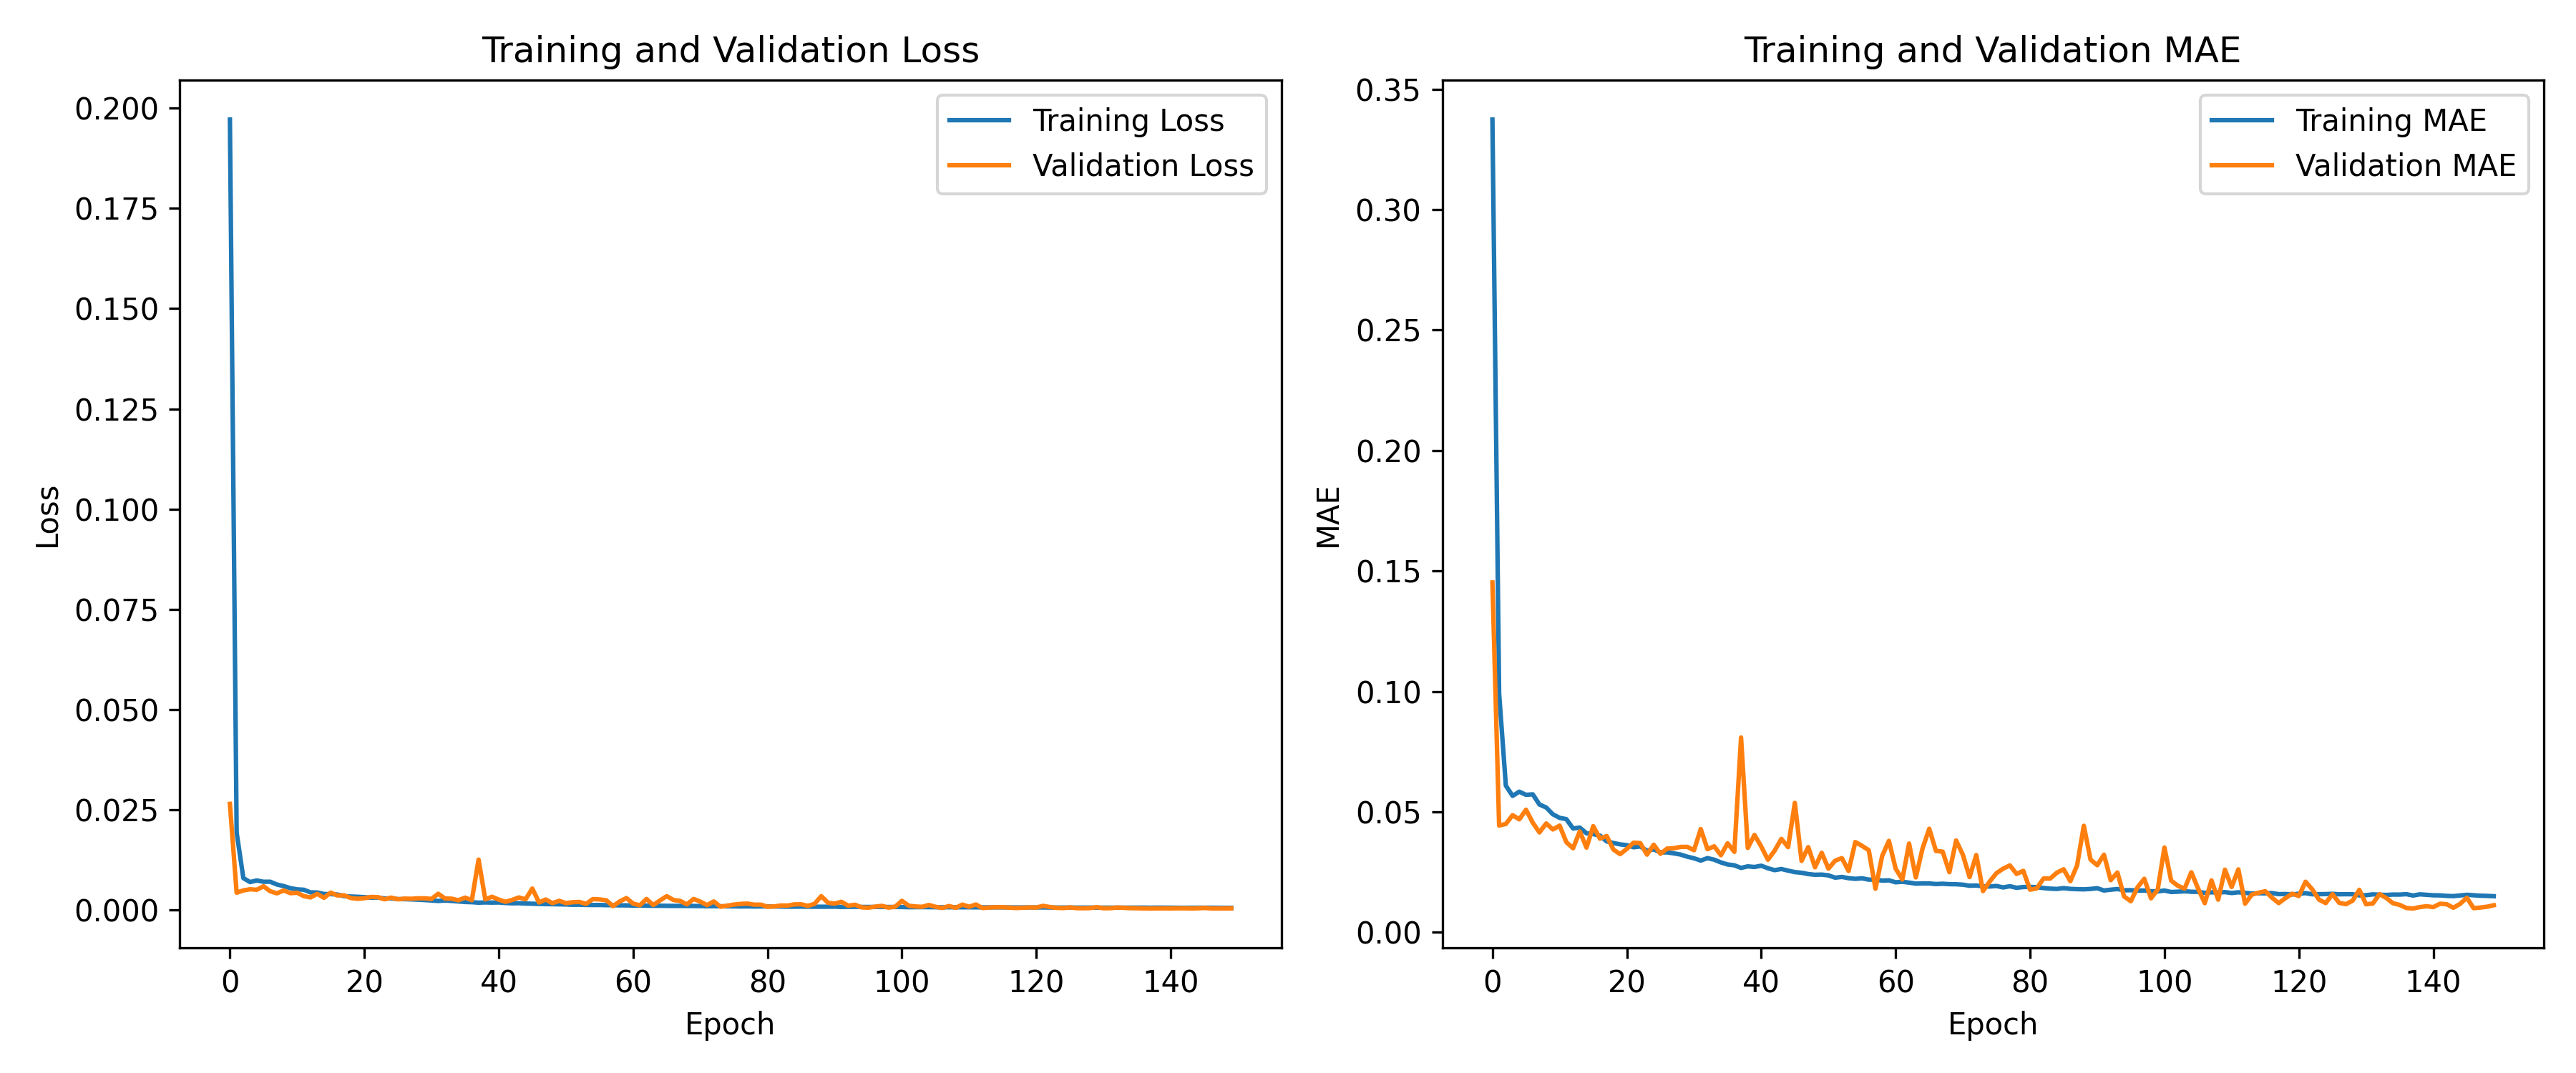 Training and Validation Loss
0.200
0.175
0.150
0.125
0.100
0.075
0.050
0.025
0.000
Loss
0 20 40 60 80 100 120 140
Epoch
Training Loss
Validation Loss
Training and Validation MAE
0.35
0.30
0.25
0.20
0.15
0.10
0.05
0.00
MAE
0 20 40 60 80 100 120 140
Epoch
Training MAE
Validation MAE